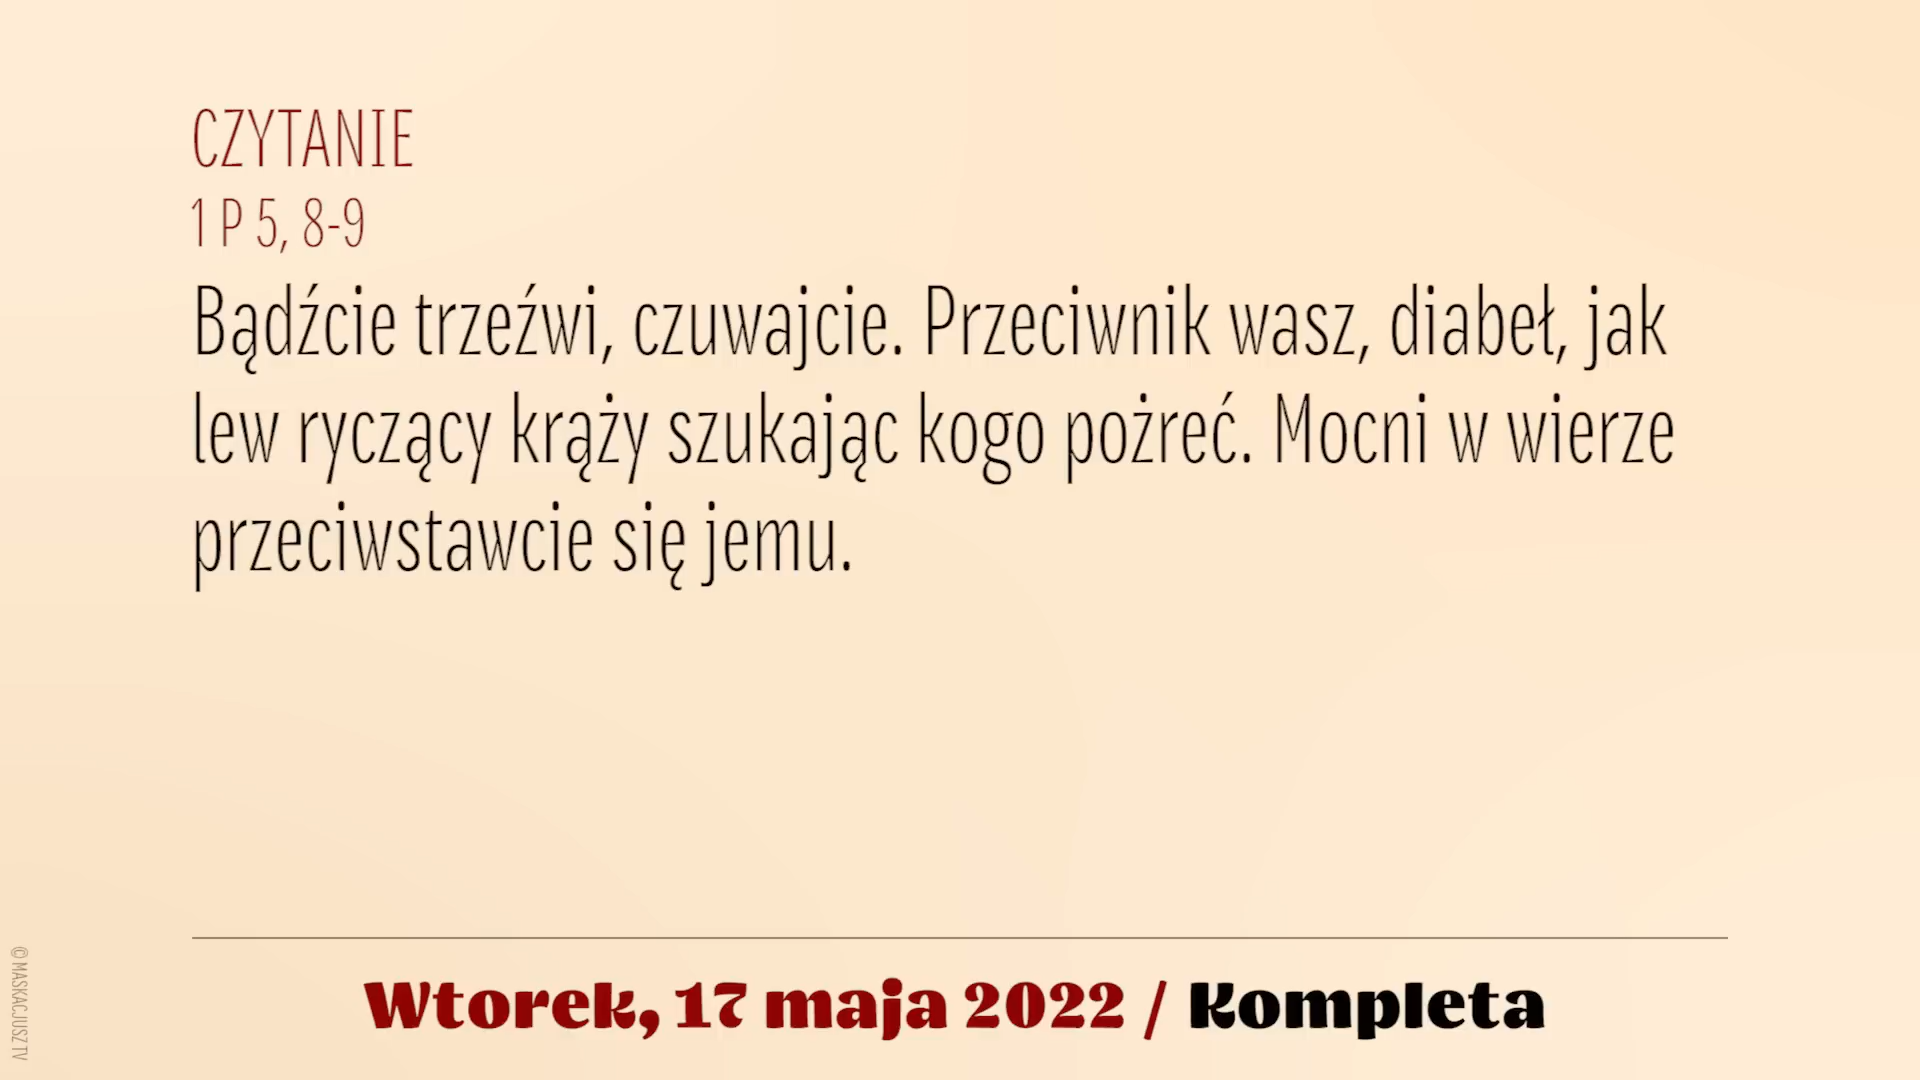 CZYTANIE
1 P 5, 8-9
Bądźcie trzeźwi, czuwajcie. Przeciwnik wasz, diabeł, jak
lew ryczący krąży szukając kogo pożreć. Mocni w wierze
przeciwstawcie się jemu.
Wtorek, 17 maja 2022 / Kompleta
© MASKACJUSZ TV